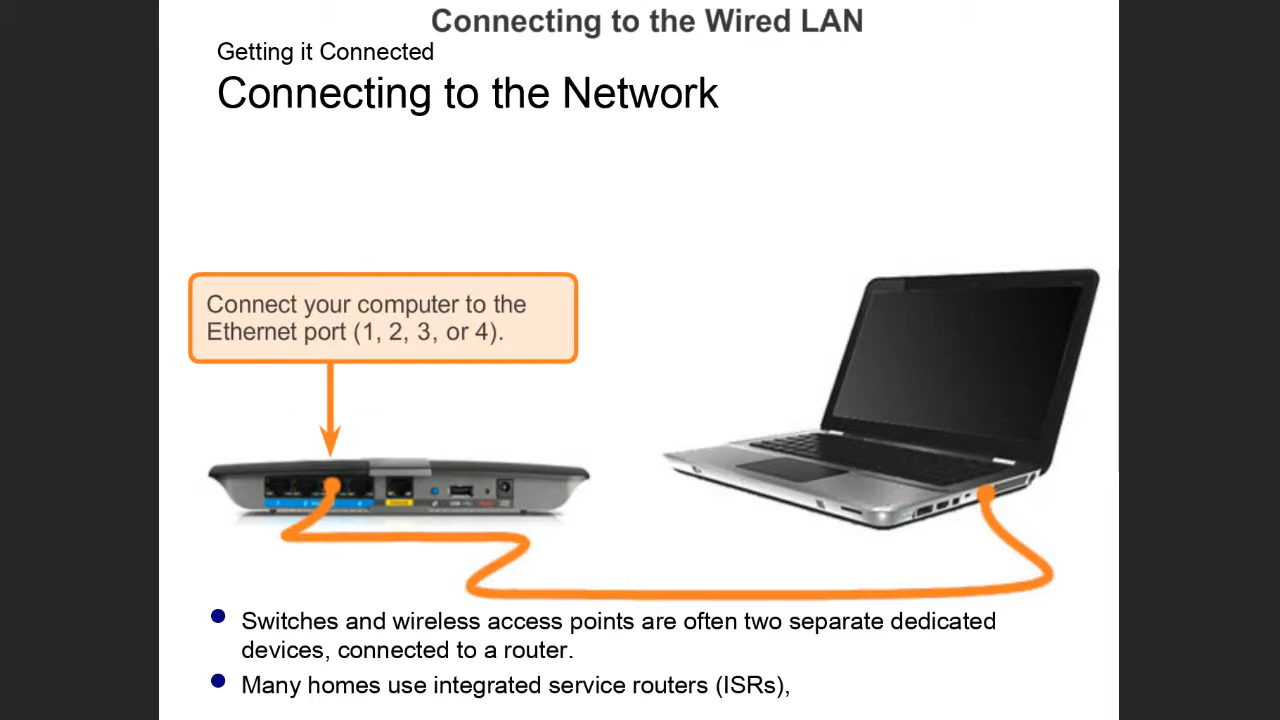 Connecting to the Wired LAN
Getting it Connected
Connecting to the Network
Connect your computer to the
Ethernet port (1, 2, 3, or 4).
Switches and wireless access points are often two separate dedicated
devices, connected to a router.
Many homes use integrated service routers (ISRs),